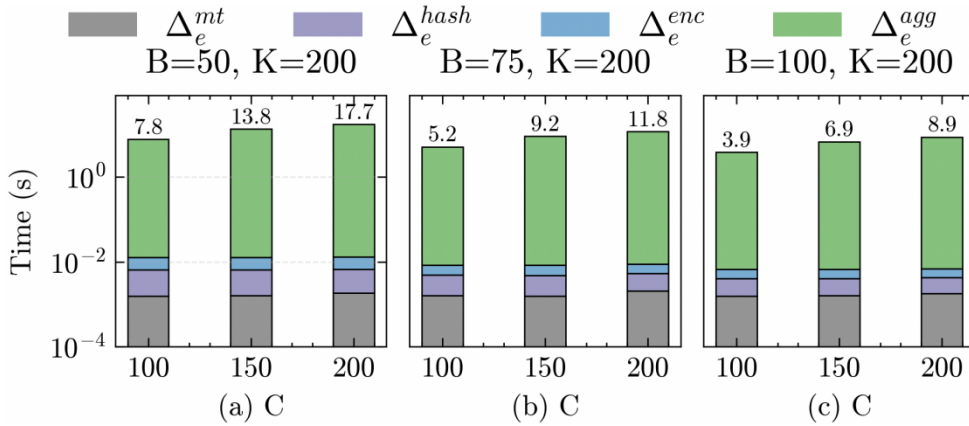 Δ_e^{mt} Δ_e^{hash} Δ_e^{enc} Δ_e^{agg}
B=50, K=200 B=75, K=200 B=100, K=200
7.8 13.8 17.7 5.2 9.2 11.8 3.9 6.9 8.9
Time (s)
10^0
10^{-2}
10^{-4}
100 150 200 100 150 200 100 150 200
(a) C (b) C (c) C